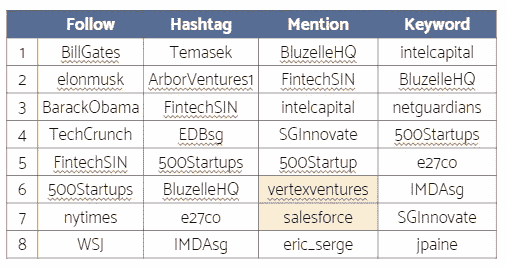 Follow Hashtag Mention Keyword
1 BillGates Temasek BluzelleHQ intelcapital
2 elonmusk ArborVentures1 FintechSIN BluzelleHQ
3 BarackObama FintechSIN intelcapital netguardians
4 TechCrunch EDBsg SGInnovate 500Startups
5 FintechSIN 500Startups 500Startup e27co
6 500Startups BluzelleHQ vertexventures IMDAsg
7 nytimes e27co salesforce SGInnovate
8 WSJ IMDAsg eric_serge jpaine